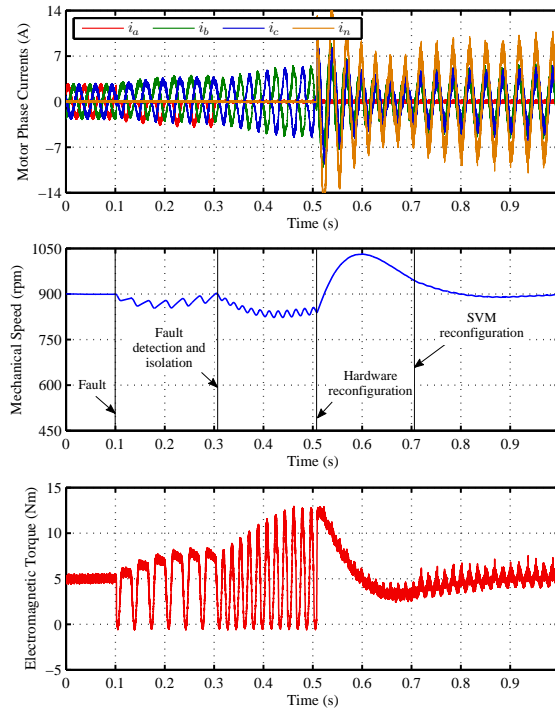 i_a i_b i_c i_n
Motor Phase Currents (A)
14
7
0
−7
−14
0 0.1 0.2 0.3 0.4 0.5 0.6 0.7 0.8 0.9
Time (s)
Mechanical Speed (rpm)
1050
900
750
600
450
Fault
Fault
detection and
isolation
Hardware
reconfiguration
SVM
reconfiguration
0 0.1 0.2 0.3 0.4 0.5 0.6 0.7 0.8 0.9
Time (s)
Electromagnetic Torque (Nm)
15
10
5
0
−5
0 0.1 0.2 0.3 0.4 0.5 0.6 0.7 0.8 0.9
Time (s)